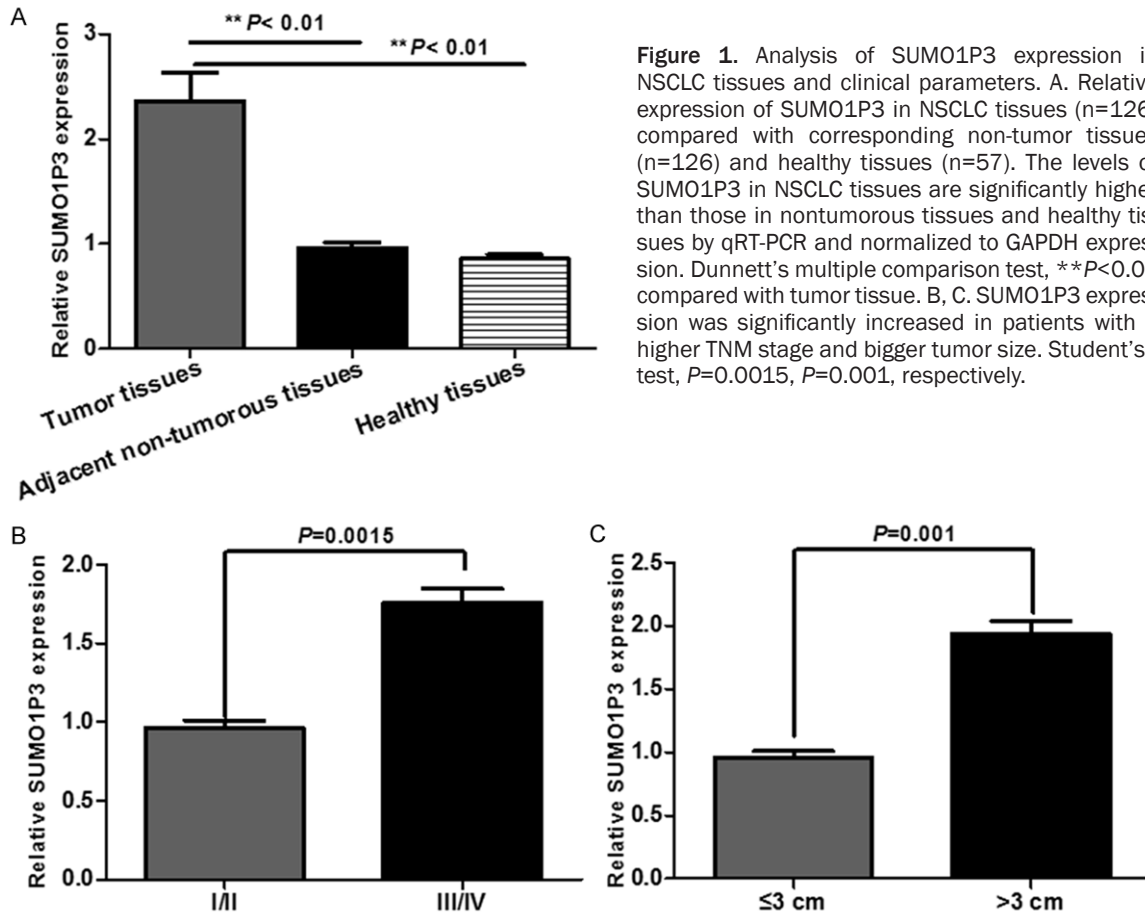 A
Relative SUMO1P3 expression
3
2
1
0
** P< 0.01
** P< 0.01
Tumor tissues
Adjacent non-tumorous tissues
Healthy tissues
Figure 1. Analysis of SUMO1P3 expression i
NSCLC tissues and clinical parameters. A. Relativ
expression of SUMO1P3 in NSCLC tissues (n=126
compared with corresponding non-tumor tissue
(n=126) and healthy tissues (n=57). The levels o
SUMO1P3 in NSCLC tissues are significantly highe
than those in nontumorous tissues and healthy tis
sues by qRT-PCR and normalized to GAPDH expres
sion. Dunnett's multiple comparison test, **P<0.0
compared with tumor tissue. B, C. SUMO1P3 expres
sion was significantly increased in patients with
higher TNM stage and bigger tumor size. Student's
test, P=0.0015, P=0.001, respectively.
B
Relative SUMO1P3 expression
2.0
1.5
1.0
0.5
0.0
P=0.0015
I/II
III/IV
C
Relative SUMO1P3 expression
2.5
2.0
1.5
1.0
0.5
0.0
P=0.001
≤3 cm
>3 cm